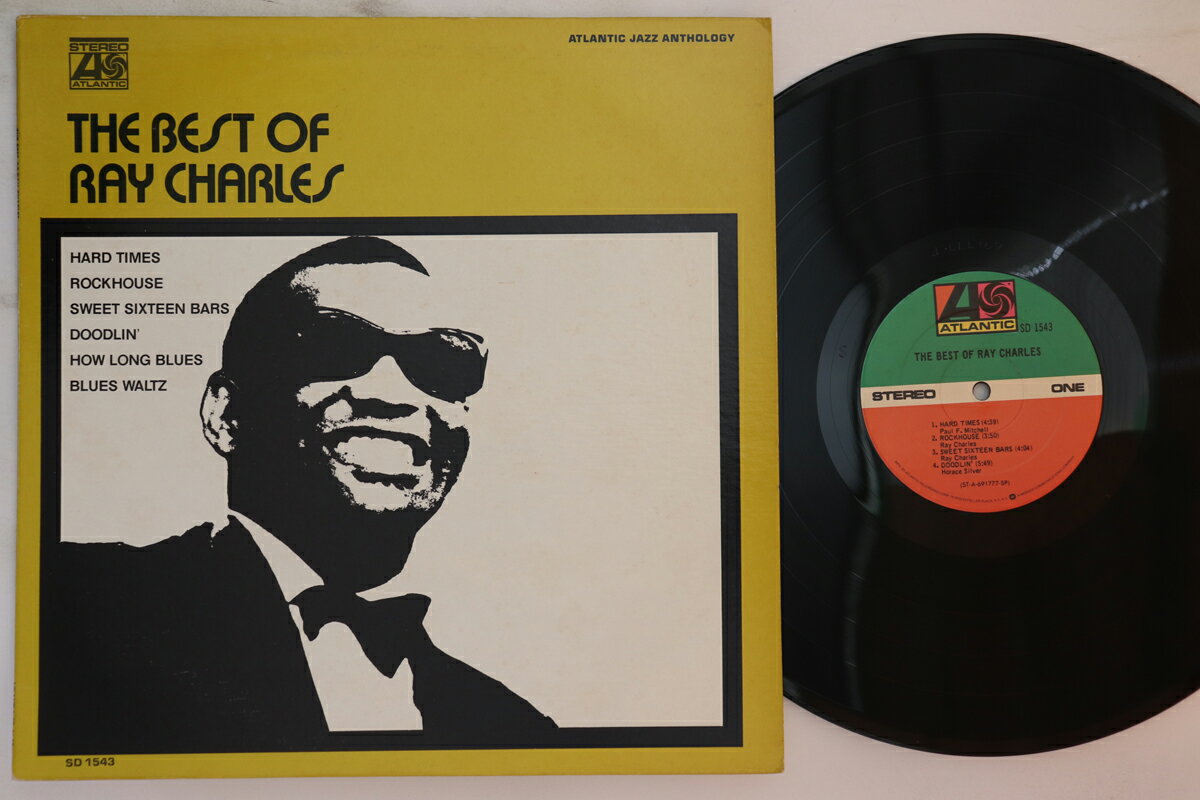 STEREO
ATLANTIC
ATLANTIC JAZZ ANTHOLOGY
THE BEST OF
RAY CHARLES
HARD TIMES
ROCKHOUSE
SWEET SIXTEEN BARS
DOODLIN'
HOW LONG BLUES
BLUES WALTZ
SD 1543
ATLANTIC
SD 1543
THE BEST OF RAY CHARLES
STEREO
ONE
1. HARD TIMES (4:39)
Paul F. Mitchell
2. ROCKHOUSE (3:50)
Ray Charles
3. SWEET SIXTEEN BARS (4:04)
Ray Charles
4. DOODLIN' (5:49)
Horace Silver
(ST-A-691777-SP)